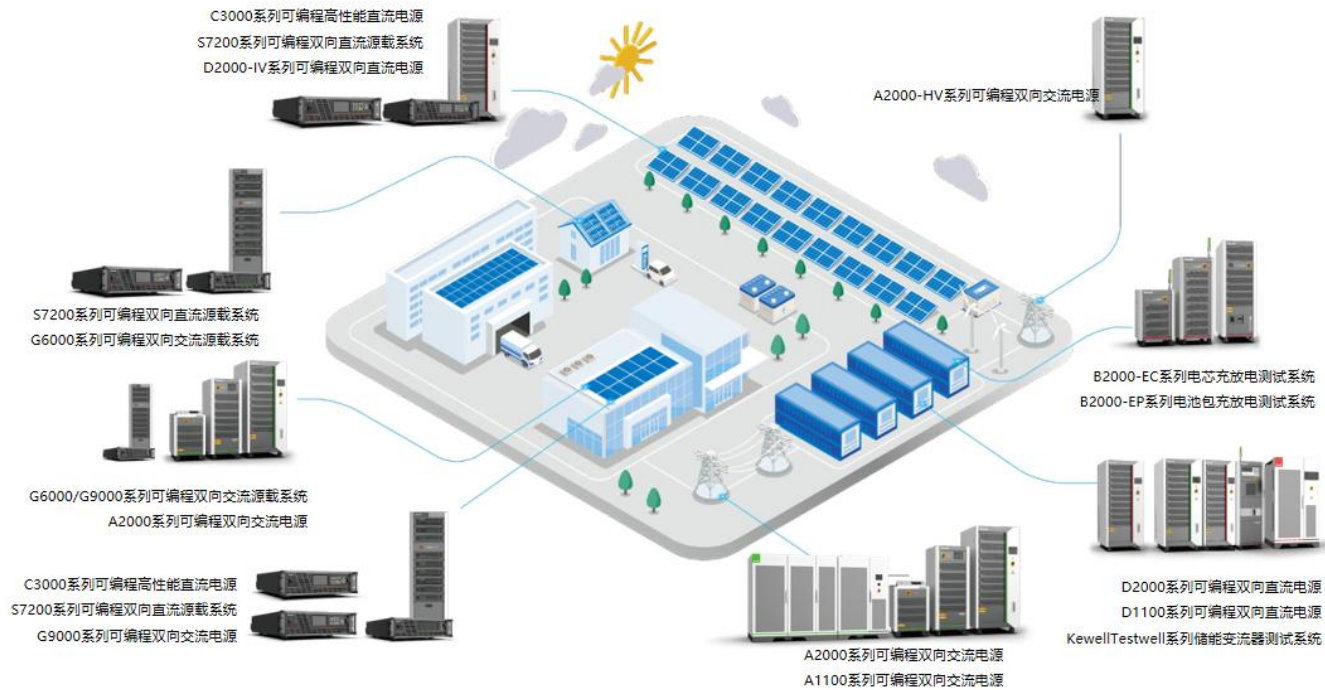 C3000系列可编程高性能直流电源
S7200系列可编程双向直流源载系统
D2000-IV系列可编程双向直流电源
A2000-HV系列可编程双向交流电源
S7200系列可编程双向直流源载系统
G6000系列可编程双向交流源载系统
B2000-EC系列电芯充放电测试系统
B2000-EP系列电池包充放电测试系统
G6000/G9000系列可编程双向交流源载系统
A2000系列可编程双向交流电源
C3000系列可编程高性能直流电源
S7200系列可编程双向直流源载系统
G9000系列可编程双向交流电源
D2000系列可编程双向直流电源
D1100系列可编程双向直流电源
KewellTestwell系列储能变流器测试系统
A2000系列可编程双向交流电源
A1100系列可编程双向交流电源